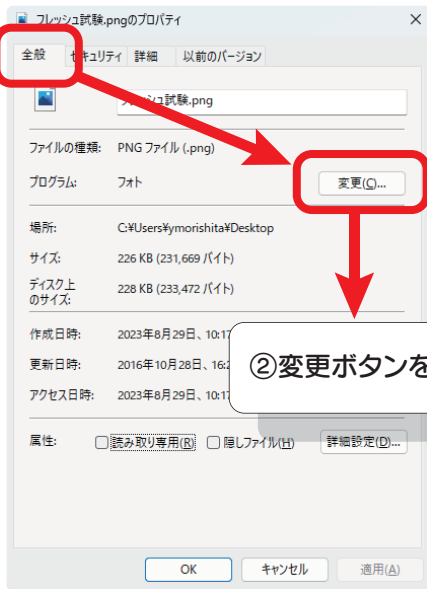 フレッシュ試験.pngのプロパティ
全般 セキュリティ 詳細 以前のバージョン
フレッシュ試験.png
ファイルの種類: PNG ファイル (.png)
プログラム: フォト 変更(C)...
場所: C:¥Users¥ymorishita¥Desktop
サイズ: 226 KB (231,669 バイト)
ディスク上
のサイズ: 228 KB (233,472 バイト)
作成日時: 2023年8月29日、10:17
更新日時: 2016年10月28日、16:2
②変更ボタンを
アクセス日時: 2023年8月29日、10:17
属性: 読み取り専用(R) 隠しファイル(H) 詳細設定(D)...
OK キャンセル 適用(A)